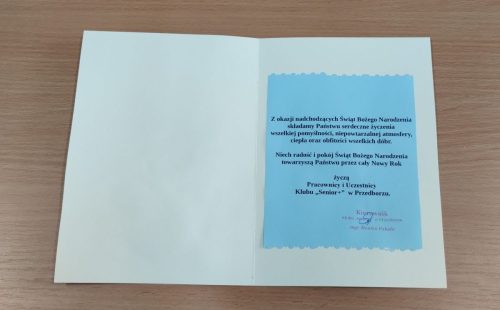 Z okazji nadchodzących Świąt Bożego Narodzenia
składamy Państwu serdeczne życzenia
wszelkiej pomyślności, niepowtarzalnej atmosfery,
ciepła oraz obfitości wszelkich dóbr.
Niech radość i pokój Świąt Bożego Narodzenia
towarzyszą Państwu przez cały Nowy Rok
życzą
Pracownicy i Uczestnicy
Klubu „Senior+" w Przedborzu.
Kierownik